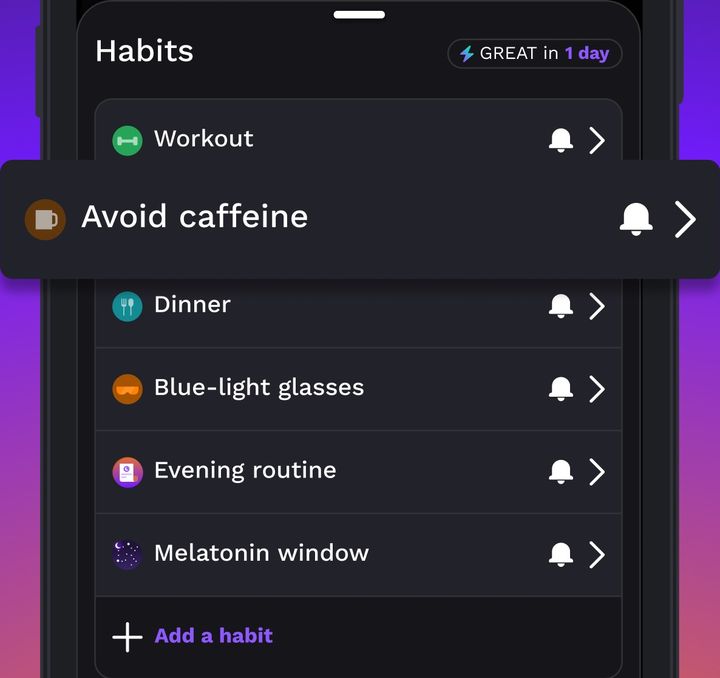 Habits
GREAT in 1 day
Workout
Avoid caffeine
Dinner
Blue-light glasses
Evening routine
Melatonin window
Add a habit